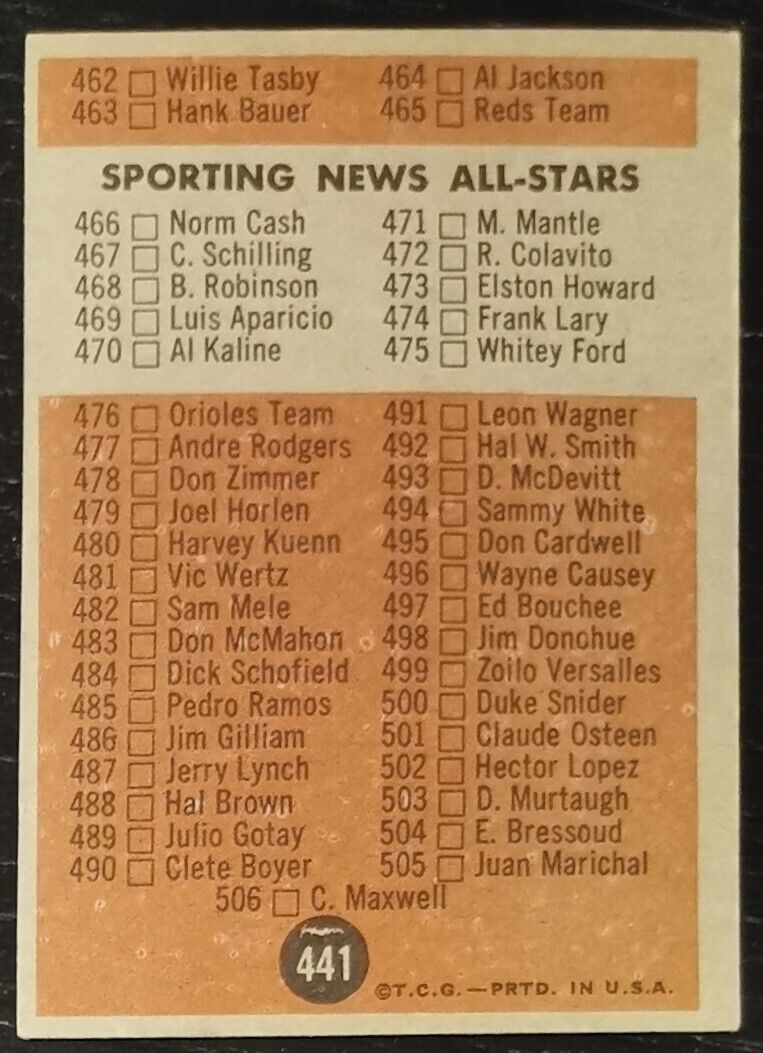 462 Willie Tasby 464 Al Jackson
463 Hank Bauer 465 Reds Team
SPORTING NEWS ALL-STARS
466 Norm Cash 471 M. Mantle
467 C. Schilling 472 R. Colavito
468 B. Robinson 473 Elston Howard
469 Luis Aparicio 474 Frank Lary
470 Al Kaline 475 Whitey Ford
476 Orioles Team 491 Leon Wagner
477 Andre Rodgers 492 Hal W. Smith
478 Don Zimmer 493 D. McDevitt
479 Joel Horlen 494 Sammy White
480 Harvey Kuenn 495 Don Cardwell
481 Vic Wertz 496 Wayne Causey
482 Sam Mele 497 Ed Bouchee
483 Don McMahon 498 Jim Donohue
484 Dick Schofield 499 Zoilo Versalles
485 Pedro Ramos 500 Duke Snider
486 Jim Gilliam 501 Claude Osteen
487 Jerry Lynch 502 Hector Lopez
488 Hal Brown 503 D. Murtaugh
489 Julio Gotay 504 E. Bressoud
490 Clete Boyer 505 Juan Marichal
506 C. Maxwell
441
©T.C.G.—PRTD. IN U.S.A.